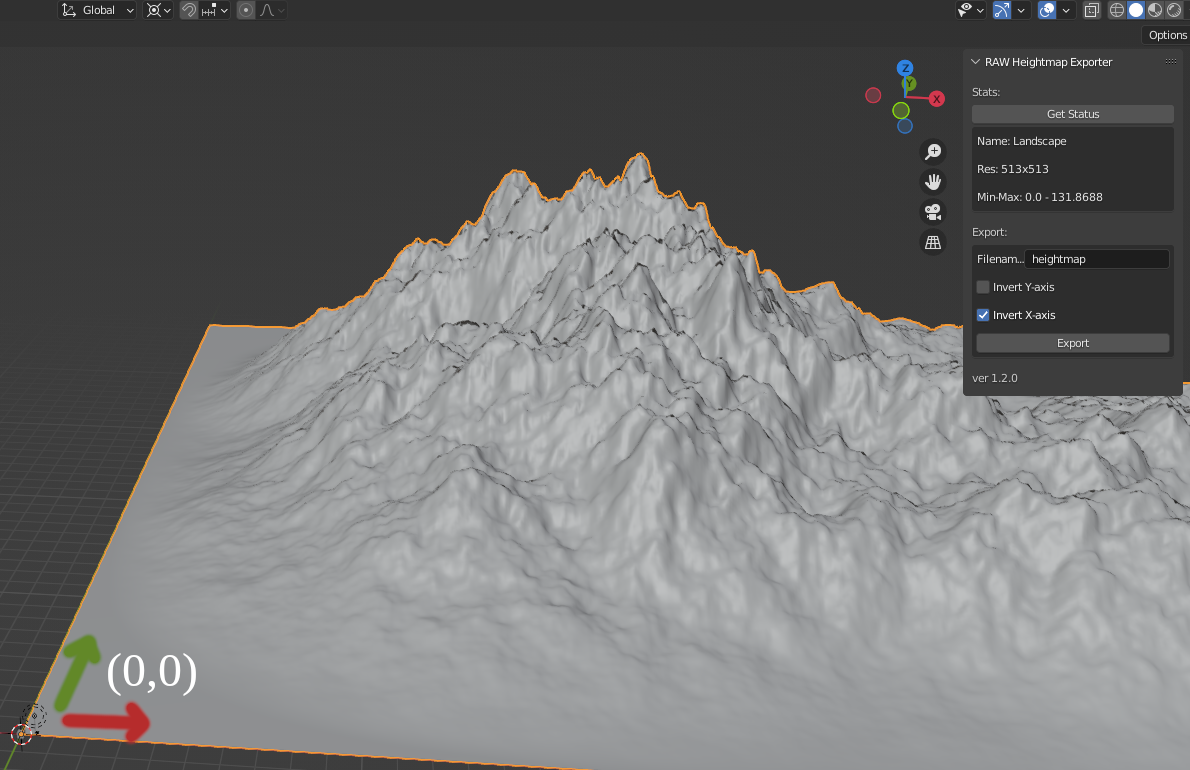 Global
Options
RAW Heightmap Exporter
Z
Y
X
Stats:
Get Status
Name: Landscape
Res: 513x513
Min-Max: 0.0 - 131.8688
Export:
Filenam... heightmap
Invert Y-axis
Invert X-axis
Export
ver 1.2.0
(0,0)